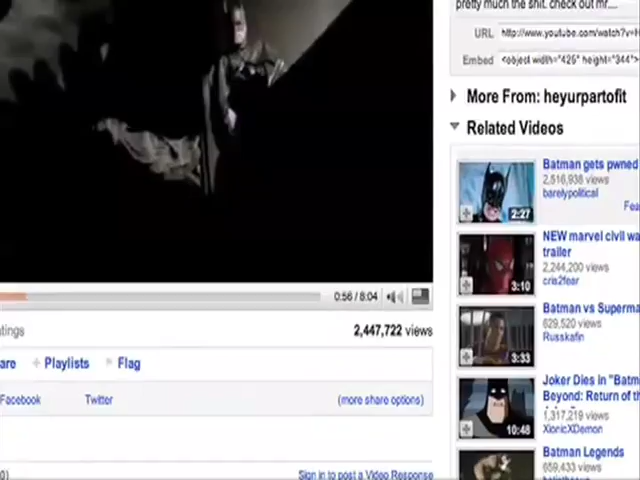 pretty much the shit. check out mr....
URL http://www.youtube.com/watch?v=H
Embed <object width="425" height="344">
More From: heyurpartofit
Related Videos
Batman gets pwned
2,516,938 views
barelypolitical
Fea
2:27
NEW marvel civil wa
trailer
2,244,200 views
cris2fear
3:10
Batman vs Superma
629,520 views
Russkafin
3:33
Joker Dies in "Batm
Beyond: Return of th
1,317,219 views
XionicXDemon
10:48
Batman Legends
659,433 views
0:56 / 8:04
tings
2,447,722 views
are Playlists Flag
Facebook Twitter (more share options)
0) Sign in to post a Video Response